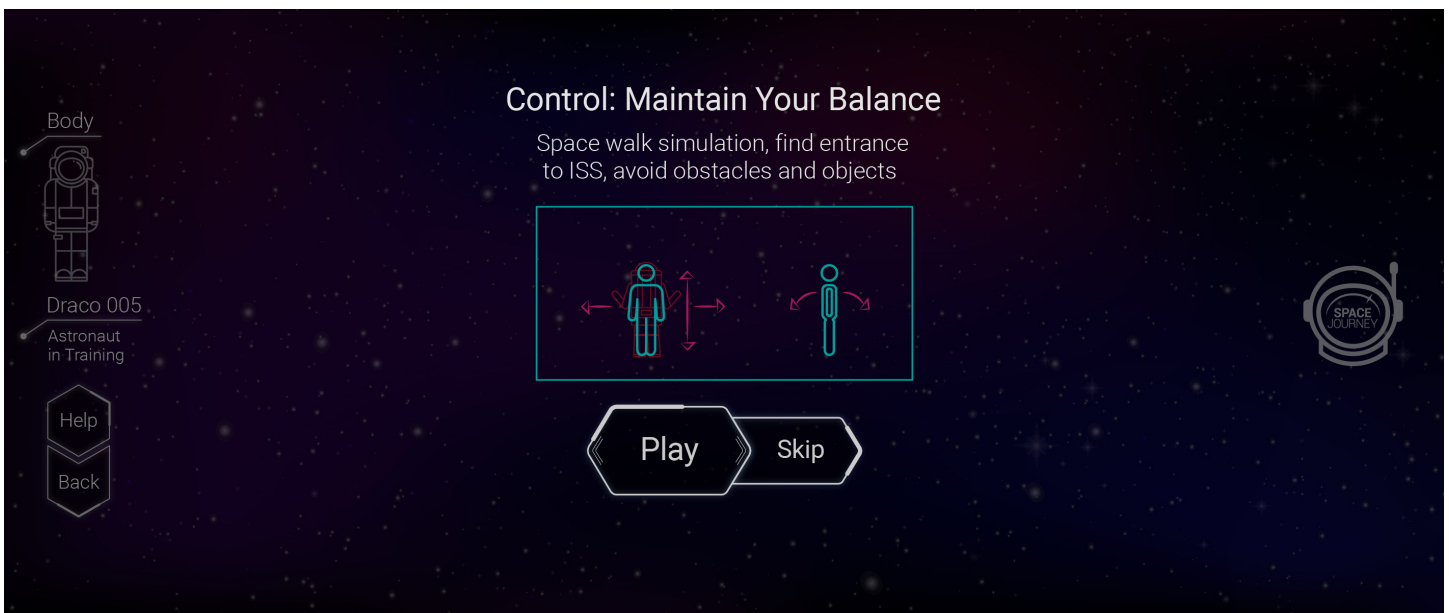 Control: Maintain Your Balance
Space walk simulation, find entrance
to ISS, avoid obstacles and objects
Body
Draco 005
Astronaut
in Training
Help
Back
Play
Skip
SPACE
JOURNEY